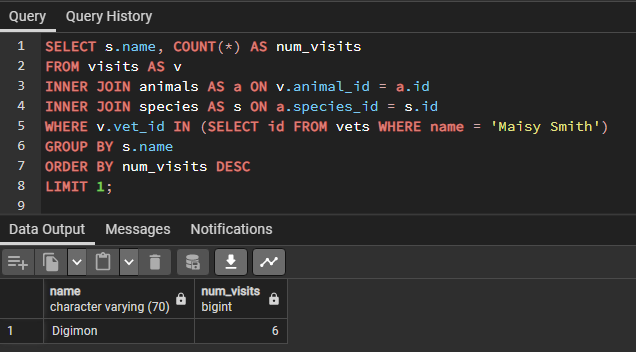 Query Query History
1 SELECT s.name, COUNT(*) AS num_visits
2 FROM visits AS v
3 INNER JOIN animals AS a ON v.animal_id = a.id
4 INNER JOIN species AS s ON a.species_id = s.id
5 WHERE v.vet_id IN (SELECT id FROM vets WHERE name = 'Maisy Smith')
6 GROUP BY s.name
7 ORDER BY num_visits DESC
8 LIMIT 1;
9
Data Output Messages Notifications
name num_visits
character varying (70) bigint
1 Digimon 6